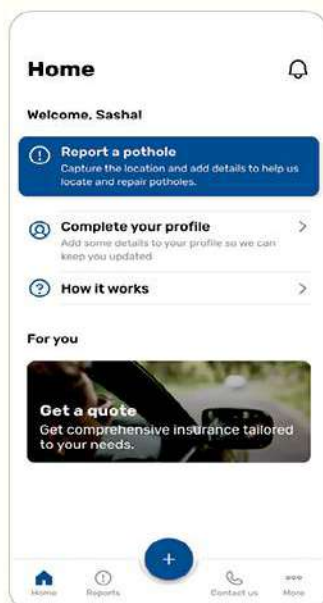 Home
Welcome, Sasha!
Report a pothole
Capture the location and add details to help us
locate and repair potholes.
Complete your profile
Add some details to your profile so we can
keep you updated
How it works
For you
Get a quote
Get comprehensive insurance tailored
to your needs.
Home Reports + Contact us More